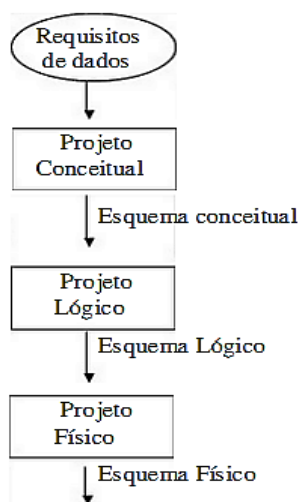 Requisitos
de dados
Projeto
Conceitual
Esquema conceitual
Projeto
Lógico
Esquema Lógico
Projeto
Físico
Esquema Físico